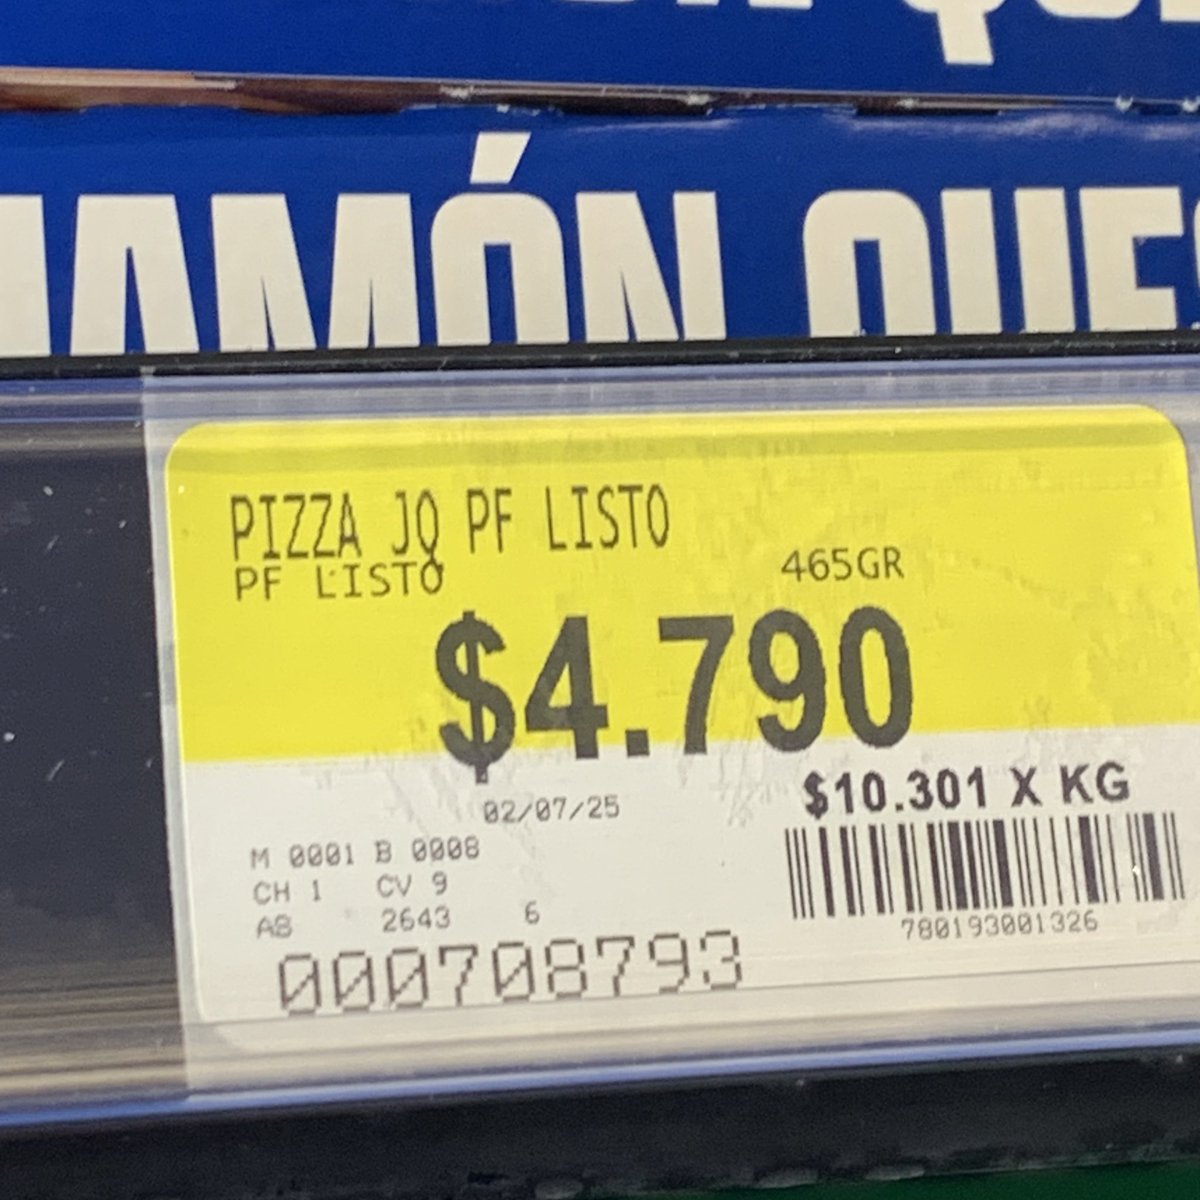 JAMÓN QUES
PIZZA JQ PF LISTO
PF LISTO
465GR
$4.790
$10.301 X KG
02/07/25
M 0001 B 0008
CH 1 CV 9
AB 2643 6
780193001326
000708793